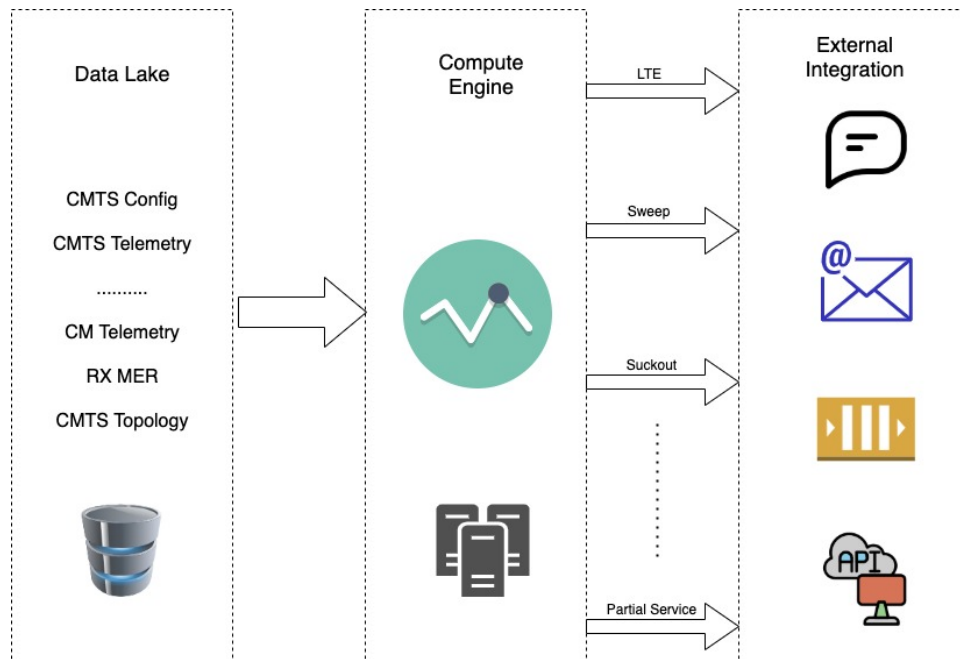 Data Lake
CMTS Config
CMTS Telemetry
..........
CM Telemetry
RX MER
CMTS Topology
Compute
Engine
LTE
Sweep
Suckout
Partial Service
External
Integration
@
API